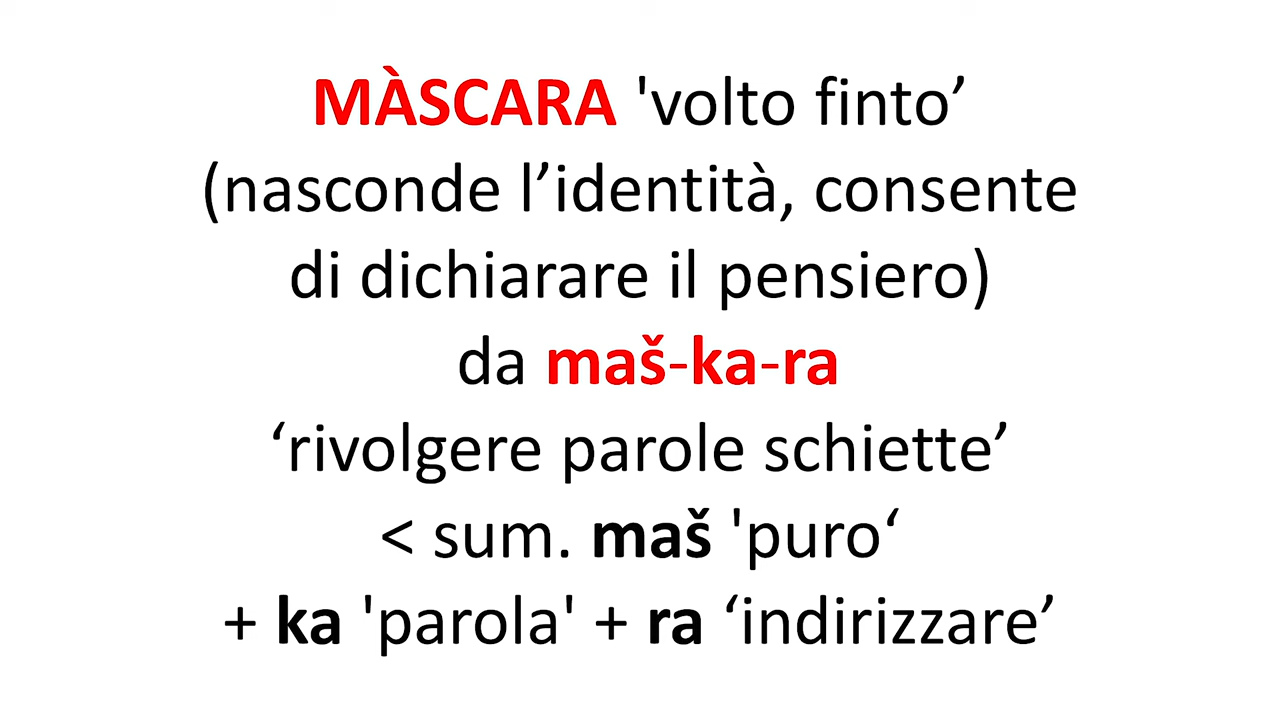 MÀSCARA 'volto finto’
(nasconde l’identità, consente
di dichiarare il pensiero)
da maš-ka-ra
‘rivolgere parole schiette’
< sum. maš 'puro‘
+ ka 'parola' + ra ‘indirizzare’